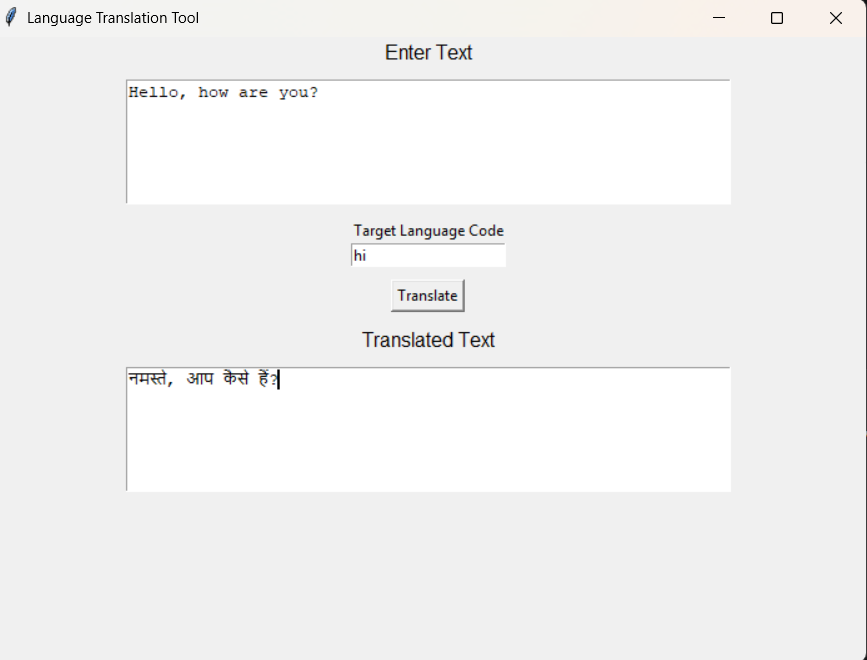 Language Translation Tool
Enter Text
Hello, how are you?
Target Language Code
hi
Translate
Translated Text
नमस्ते, आप कैसे हैं?